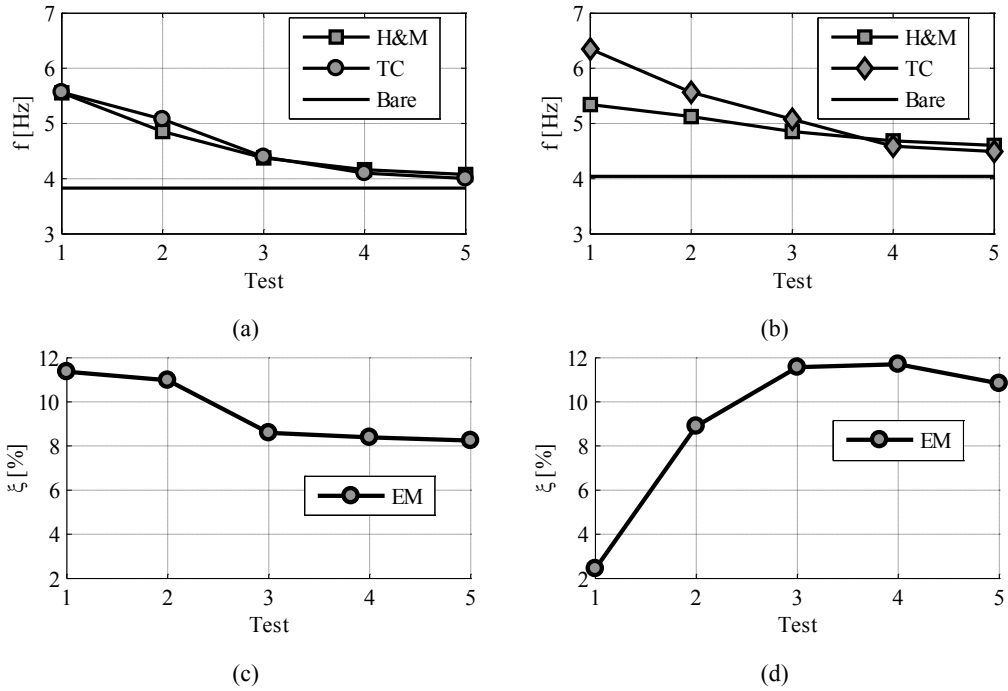 7
6
5
4
3
f [Hz]
H&M
TC
Bare
1 2 3 4 5
Test
(a)
7
6
5
4
3
f [Hz]
H&M
TC
Bare
1 2 3 4 5
Test
(b)
12
10
8
6
4
2
ξ [%]
EM
1 2 3 4 5
Test
(c)
12
10
8
6
4
2
ξ [%]
EM
1 2 3 4 5
Test
(d)